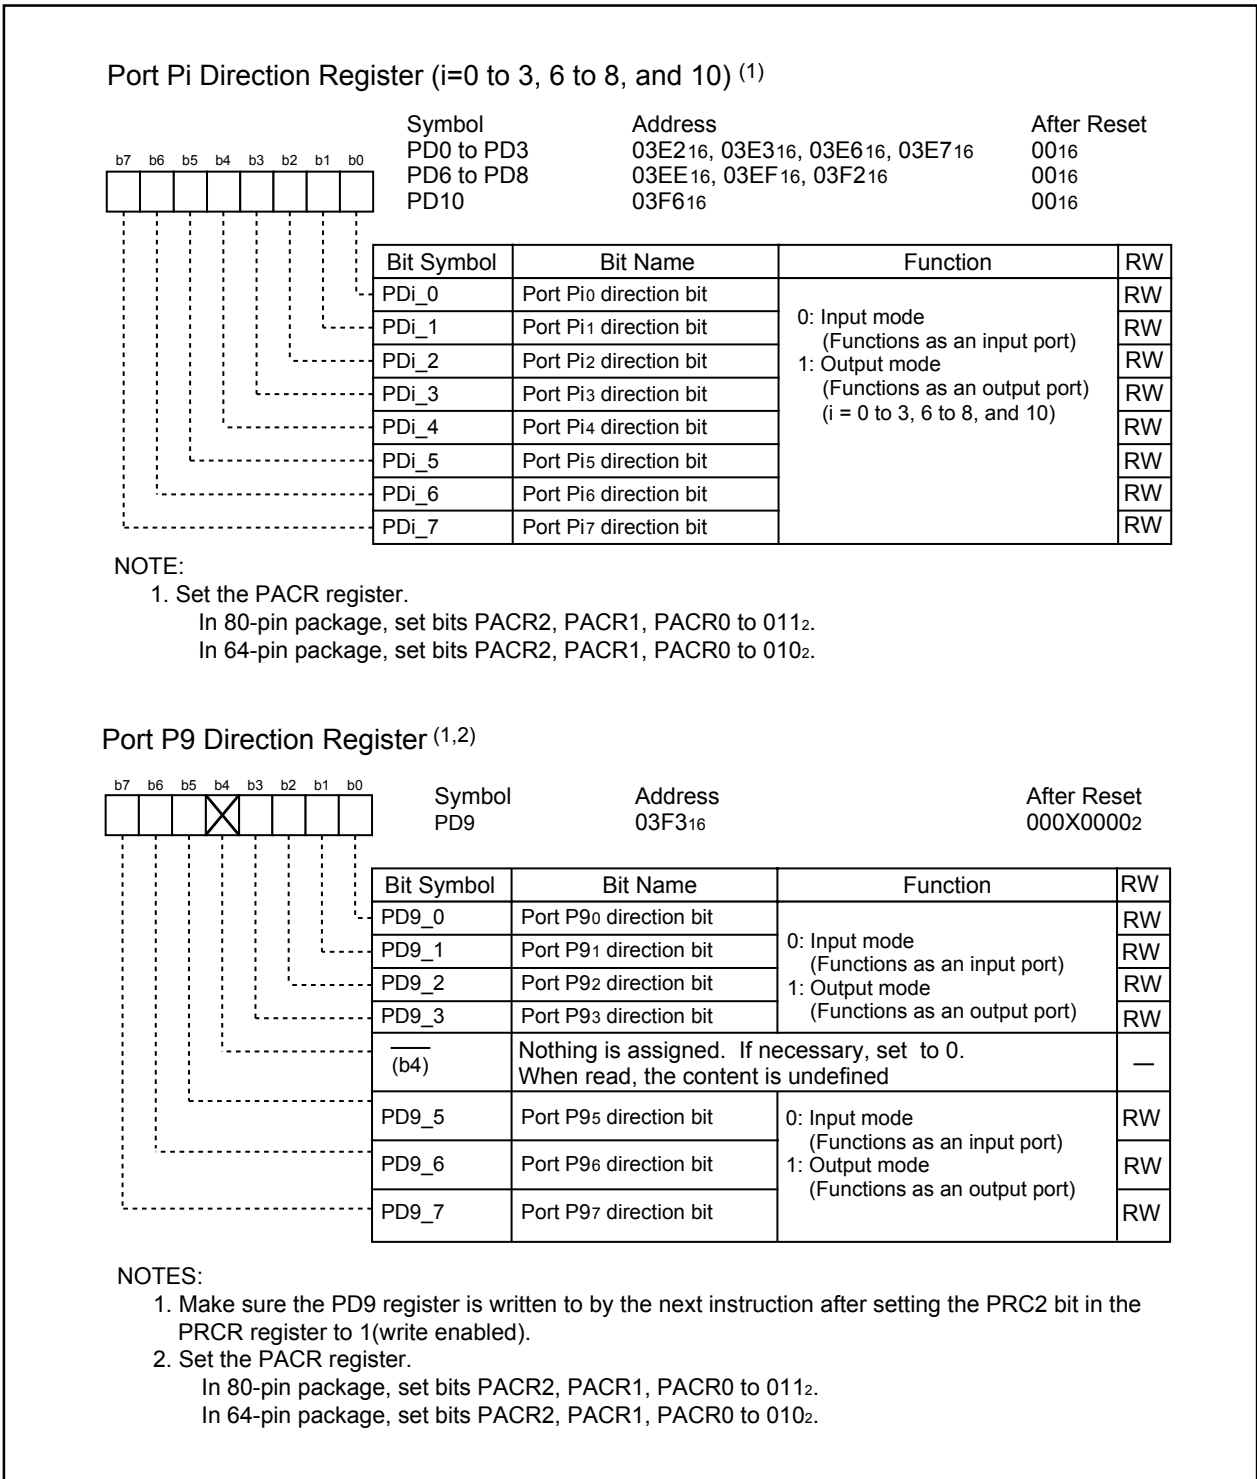 Port Pi Direction Register (i=0 to 3, 6 to 8, and 10) (1)
Symbol Address After Reset
PD0 to PD3 03E216, 03E316, 03E616, 03E716 0016
PD6 to PD8 03EE16, 03EF16, 03F216 0016
PD10 03F616 0016
b7 b6 b5 b4 b3 b2 b1 b0
Bit Symbol Bit Name Function RW
PDi_0 Port Pi0 direction bit RW
PDi_1 Port Pi1 direction bit RW
PDi_2 Port Pi2 direction bit RW
PDi_3 Port Pi3 direction bit RW
PDi_4 Port Pi4 direction bit RW
PDi_5 Port Pi5 direction bit RW
PDi_6 Port Pi6 direction bit RW
PDi_7 Port Pi7 direction bit RW
0: Input mode
(Functions as an input port)
1: Output mode
(Functions as an output port)
(i = 0 to 3, 6 to 8, and 10)
NOTE:
1. Set the PACR register.
In 80-pin package, set bits PACR2, PACR1, PACR0 to 0112.
In 64-pin package, set bits PACR2, PACR1, PACR0 to 0102.
Port P9 Direction Register (1,2)
b7 b6 b5 b4 b3 b2 b1 b0
Symbol Address After Reset
PD9 03F316 000X00002
Bit Symbol Bit Name Function RW
PD9_0 Port P90 direction bit RW
PD9_1 Port P91 direction bit RW
PD9_2 Port P92 direction bit RW
PD9_3 Port P93 direction bit RW
0: Input mode
(Functions as an input port)
1: Output mode
(Functions as an output port)
(b4) Nothing is assigned. If necessary, set to 0. —
When read, the content is undefined
PD9_5 Port P95 direction bit RW
PD9_6 Port P96 direction bit RW
PD9_7 Port P97 direction bit RW
0: Input mode
(Functions as an input port)
1: Output mode
(Functions as an output port)
NOTES:
1. Make sure the PD9 register is written to by the next instruction after setting the PRC2 bit in the
PRCR register to 1(write enabled).
2. Set the PACR register.
In 80-pin package, set bits PACR2, PACR1, PACR0 to 0112.
In 64-pin package, set bits PACR2, PACR1, PACR0 to 0102.